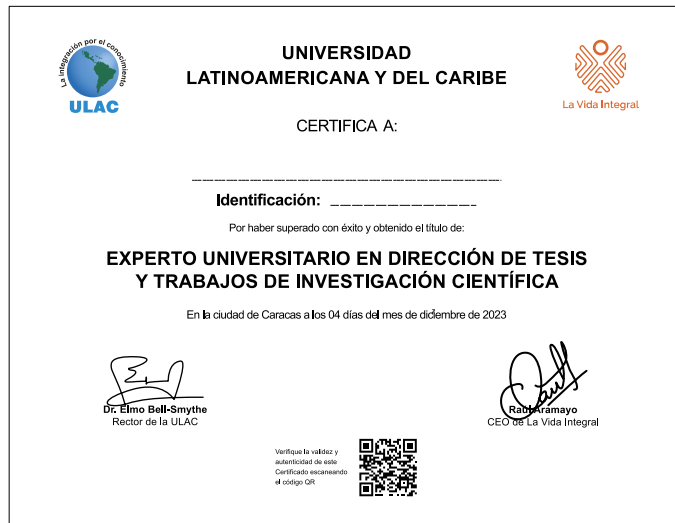 La integración por el conocimiento
ULAC
UNIVERSIDAD
LATINOAMERICANA Y DEL CARIBE
La Vida Integral
CERTIFICA A:
Identificación:
Por haber superado con éxito y obtenido el título de:
EXPERTO UNIVERSITARIO EN DIRECCIÓN DE TESIS
Y TRABAJOS DE INVESTIGACIÓN CIENTÍFICA
En la ciudad de Caracas a los 04 días del mes de diciembre de 2023
Dr. Elmo Bell-Smythe
Rector de la ULAC
Raúl Aramayo
CEO de La Vida Integral
Verifique la validez y
autenticidad de este
Certificado escaneando
el código QR